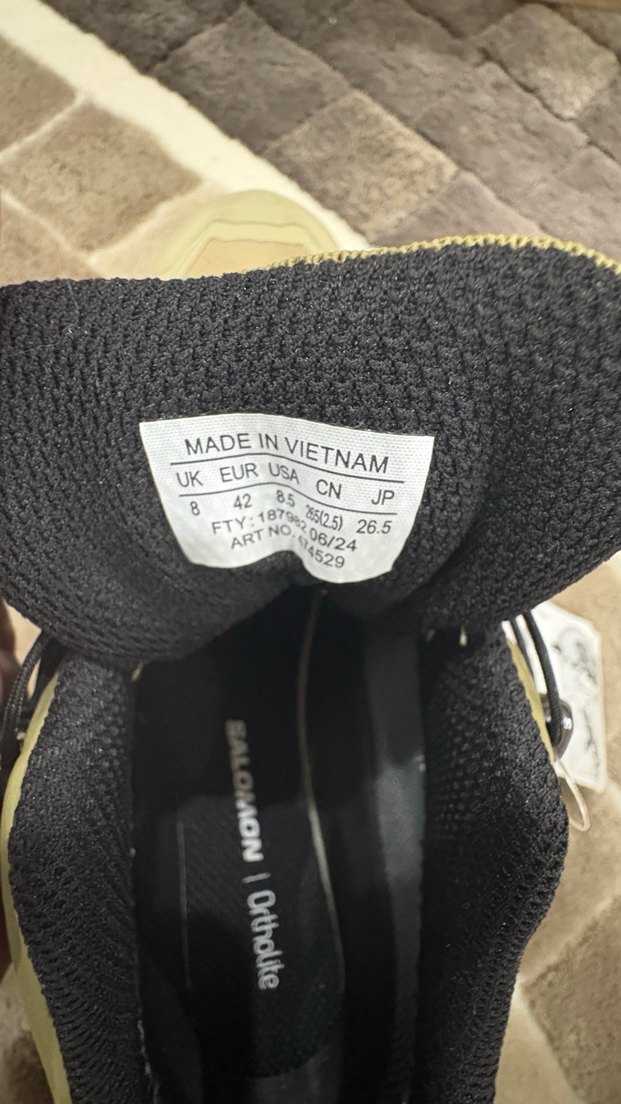 MADE IN VIETNAM
UK EUR USA CN JP
8 42 8.5 265(2.5) 26.5
FTY: 187982 06/24
ART NO.
SALOMON | Ortholite